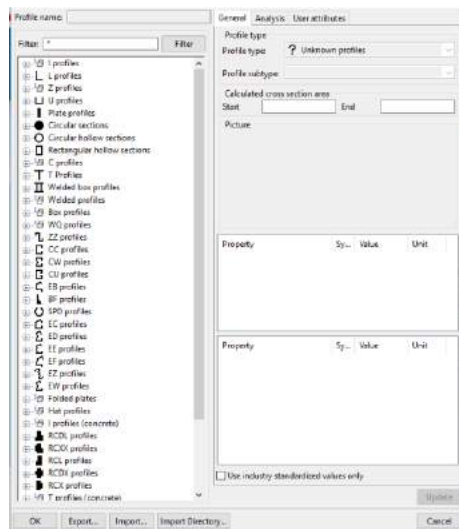 Profile name:
Filter: * Filter
I profiles
L profiles
Z profiles
U profiles
Plate profiles
Circular sections
Circular hollow sections
Rectangular hollow sections
C profiles
T Profiles
Welded box profiles
Welded profiles
Box profiles
WQ profiles
ZZ profiles
CC profiles
CW profiles
CU profiles
EB profiles
BF profiles
SPD profiles
EC profiles
ED profiles
EE profiles
EF profiles
EZ profiles
EW profiles
Folded plates
Hat profiles
I profiles (concrete)
RCDL profiles
RCXX profiles
RCL profiles
RCDX profiles
RCX profiles
T profiles (concrete)
General Analysis User attributes
Profile type
Profile type: ? Unknown profiles
Profile subtype:
Calculated cross section area
Start End
Picture
Property Sy... Value Unit
Property Sy... Value Unit
Use industry standardized values only
Update
OK Export... Import... Import Directory... Cancel